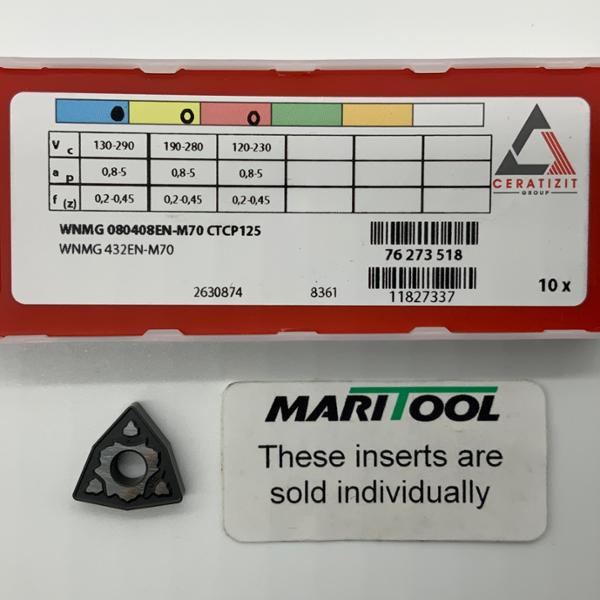 V c 130-290 190-280 120-230
a p 0,8-5 0,8-5 0,8-5
f (z) 0,2-0,45 0,2-0,45 0,2-0,45
CERATIZIT
GROUP
WNMG 080408EN-M70 CTCP125
WNMG 432EN-M70
76 273 518
2630874 8361 11827337
10 x
MARITOOL
These inserts are
sold individually